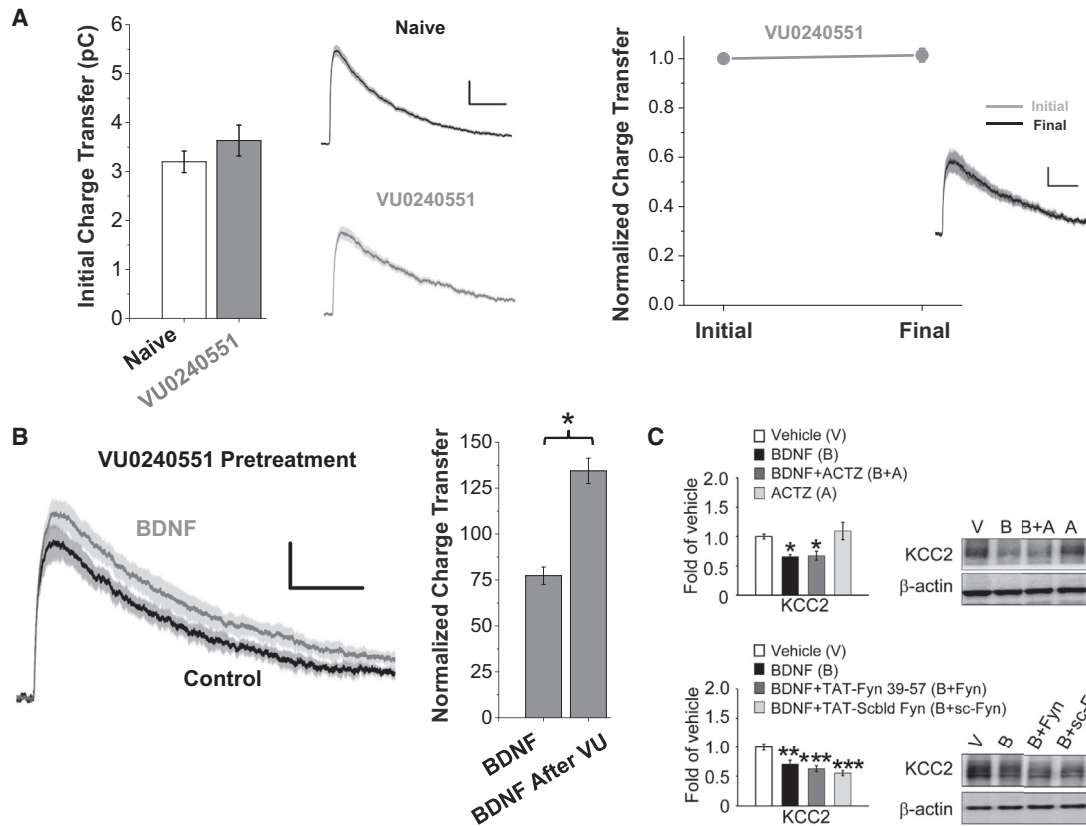 A
Initial Charge Transfer (pC)
6
5
4
3
2
1
0
Naive
VU0240551
Naive
VU0240551
Normalized Charge Transfer
1.0
0.8
0.6
0.4
0.2
0.0
VU0240551
Initial
Final
Initial
Final
B
VU0240551 Pretreatment
BDNF
Control
Normalized Charge Transfer
150
125
100
75
50
25
0
*
BDNF
BDNF After VU
C
Vehicle (V)
BDNF (B)
BDNF+ACTZ (B+A)
ACTZ (A)
Fold of vehicle
2.0
1.5
1.0
0.5
0
* *
KCC2
V B B+A A
KCC2
β-actin
Vehicle (V)
BDNF (B)
BDNF+TAT-Fyn 39-57 (B+Fyn)
BDNF+TAT-Scbld Fyn (B+sc-Fyn)
Fold of vehicle
2.0
1.5
1.0
0.5
0
** *** ***
KCC2
V B B+Fyn
KCC2
β-actin